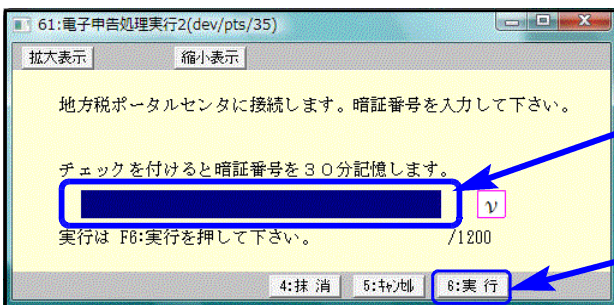 61:電子申告処理実行2(dev/pts/35)
拡大表示 縮小表示
地方税ポータルセンタに接続します。暗証番号を入力して下さい。
チェックを付けると暗証番号を30分記憶します。
ν
実行は F6:実行を押して下さい。 /1200
4:抹 消 5:ｷｬﾝｾﾙ 6:実 行